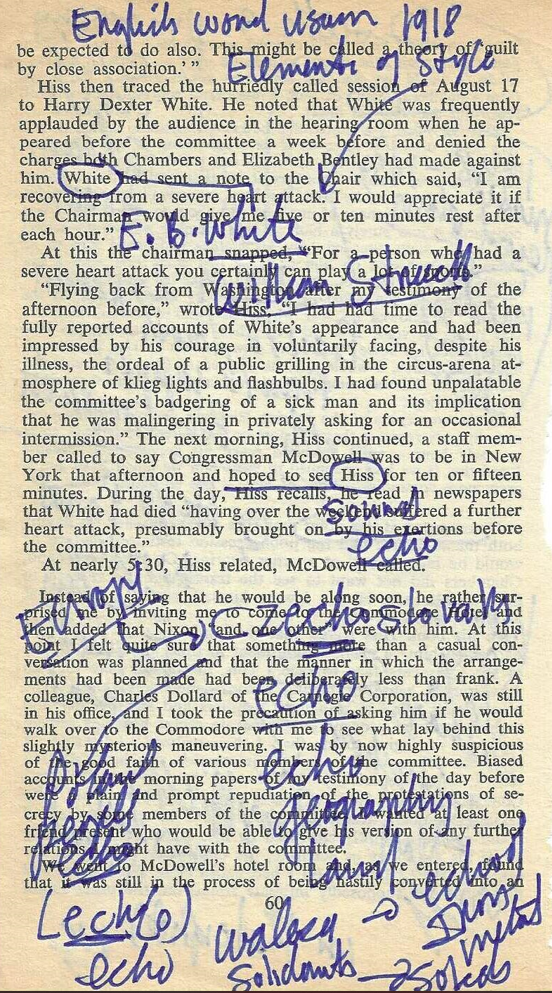 English word 1918
be expected to do also. This might be called a theory of 'guilt
by close association.' "
Elements of Style
Hiss then traced the hurriedly called session of August 17
to Harry Dexter White. He noted that White was frequently
applauded by the audience in the hearing room when he ap-
peared before the committee a week before and denied the
charges both Chambers and Elizabeth Bentley had made against
him. White had sent a note to the Chair which said, "I am
recovering from a severe heart attack. I would appreciate it if
the Chairman would give me five or ten minutes rest after
each hour."
E. B. White
At this the chairman snapped, "For a person who had a
severe heart attack you certainly can play a lot of sports."
William Strunk
"Flying back from Washington after my testimony of the
afternoon before," wrote Hiss, "I had had time to read the
fully reported accounts of White's appearance and had been
impressed by his courage in voluntarily facing, despite his
illness, the ordeal of a public grilling in the circus-arena at-
mosphere of klieg lights and flashbulbs. I had found unpalatable
the committee's badgering of a sick man and its implication
that he was malingering in privately asking for an occasional
intermission." The next morning, Hiss continued, a staff mem-
ber called to say Congressman McDowell was to be in New
York that afternoon and hoped to see Hiss for ten or fifteen
minutes. During the day, Hiss recalls, he read in newspapers
that White had died "having over the weekend suffered a further
heart attack, presumably brought on by his exertions before
the committee."
sound
echo
At nearly 5:30, Hiss related, McDowell called.
Instead of saying that he would be along soon, he rather sur-
prised me by inviting me to come to the Commodore Hotel and
then added that Nixon "and one other" were with him. At this
point I felt quite sure that something more than a casual con-
versation was planned and that the manner in which the arrange-
ments had been made had been deliberately less than frank. A
colleague, Charles Dollard of the Carnegie Corporation, was still
in his office, and I took the precaution of asking him if he would
walk over to the Commodore with me to see what lay behind this
slightly mysterious maneuvering. I was by now highly suspicious
of the good faith of various members of the committee. Biased
accounts in morning papers of my testimony of the day before
were a plain and prompt repudiation of the protestations of se-
crecy by some members of the committee. I wanted at least one
friend present who would be able to give his version of any further
relations I might have with the committee.
We went to McDowell's hotel room and, as we entered, found
that it was still in the process of being hastily converted into an
Europe
Czechoslovakia
echo
echo
geography
Land
Poland
echo
60
(echo)
echo
Walesa
Solidarity